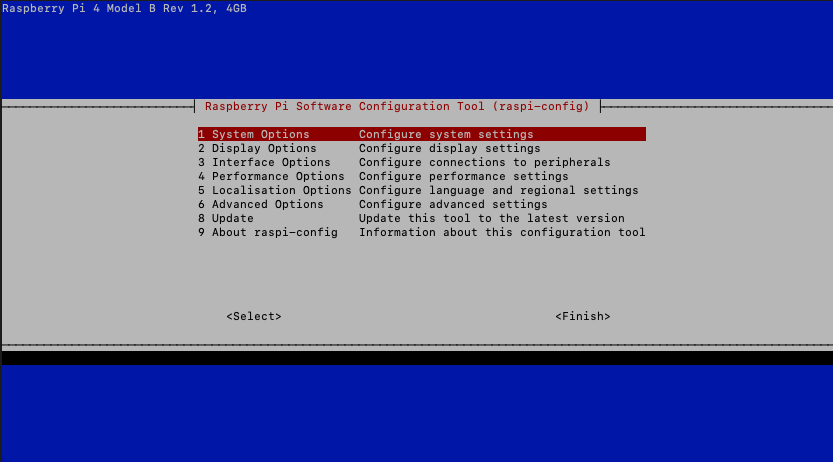 Raspberry Pi 4 Model B Rev 1.2, 4GB
Raspberry Pi Software Configuration Tool (raspi-config)
1 System Options Configure system settings
2 Display Options Configure display settings
3 Interface Options Configure connections to peripherals
4 Performance Options Configure performance settings
5 Localisation Options Configure language and regional settings
6 Advanced Options Configure advanced settings
8 Update Update this tool to the latest version
9 About raspi-config Information about this configuration tool
<Select> <Finish>